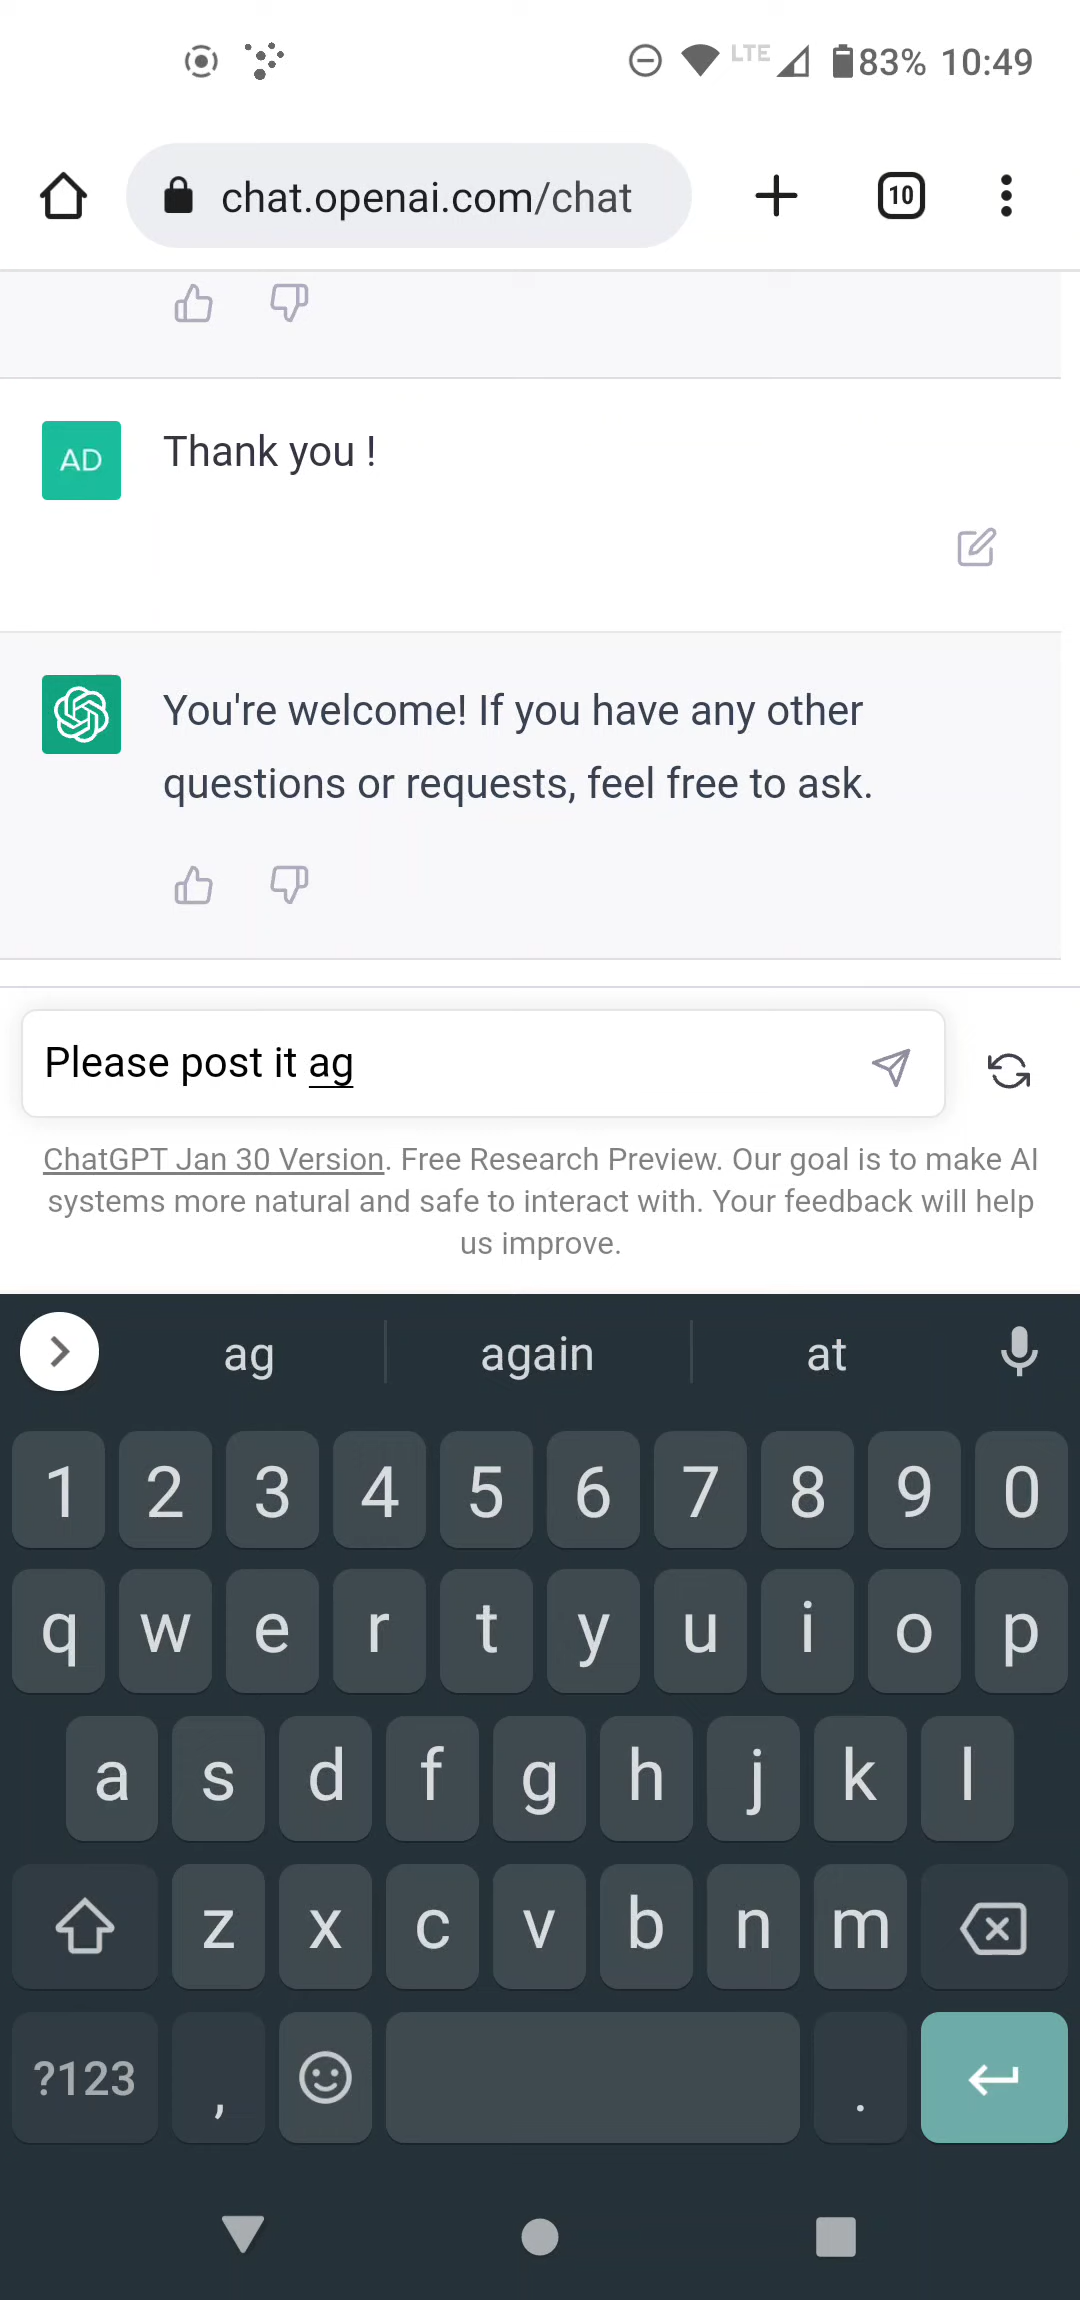 LTE 83% 10:49
chat.openai.com/chat
10
AD
Thank you !
You're welcome! If you have any other
questions or requests, feel free to ask.
Please post it ag
ChatGPT Jan 30 Version. Free Research Preview. Our goal is to make AI
systems more natural and safe to interact with. Your feedback will help
us improve.
ag again at
1 2 3 4 5 6 7 8 9 0
q w e r t y u i o p
a s d f g h j k l
z x c v b n m
?123 , .